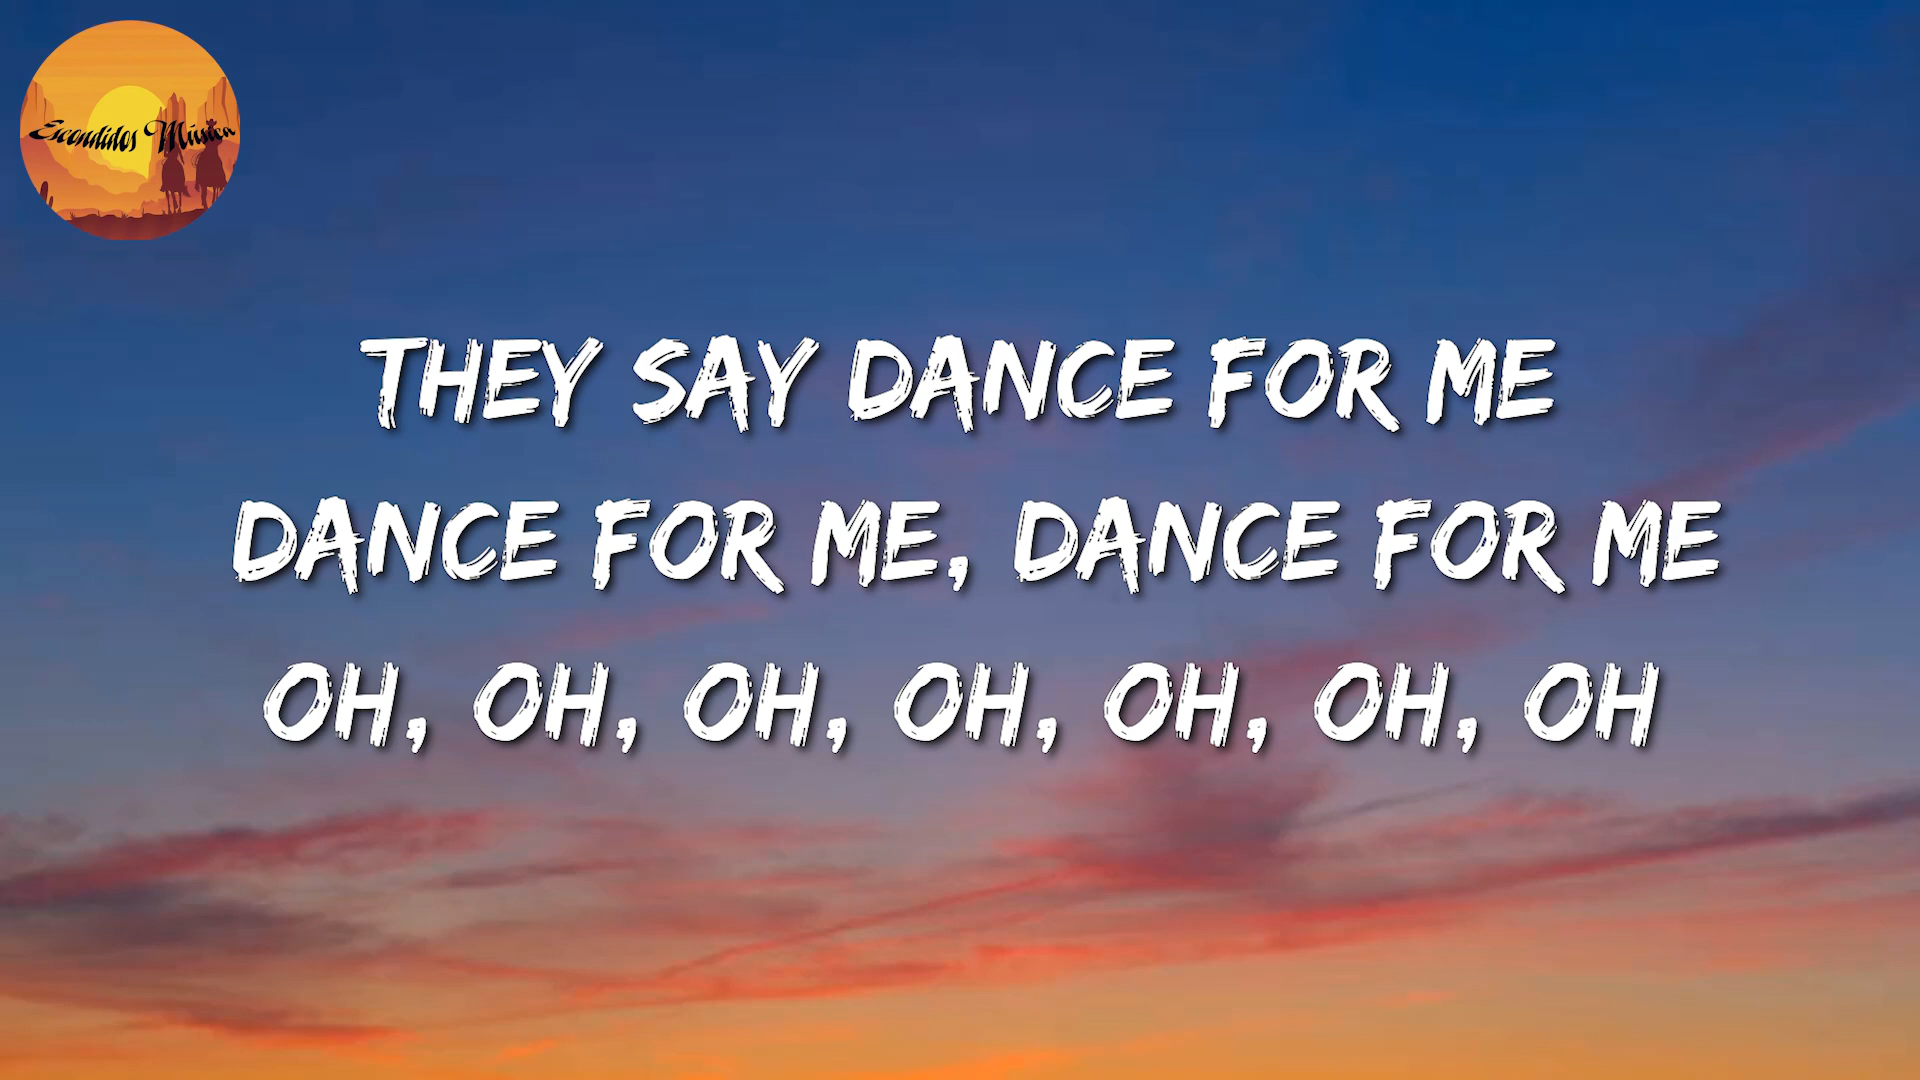 Escondidos Música
THEY SAY DANCE FOR ME
DANCE FOR ME, DANCE FOR ME
OH, OH, OH, OH, OH, OH, OH